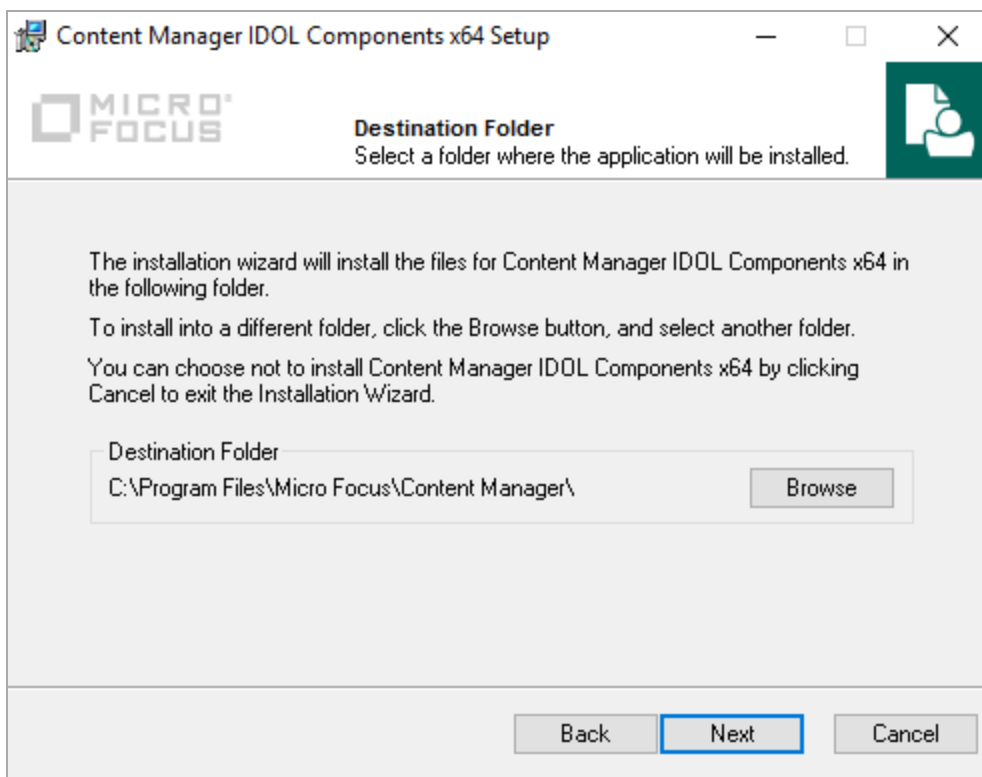 Content Manager IDOL Components x64 Setup
MICRO
FOCUS
Destination Folder
Select a folder where the application will be installed.
The installation wizard will install the files for Content Manager IDOL Components x64 in
the following folder.
To install into a different folder, click the Browse button, and select another folder.
You can choose not to install Content Manager IDOL Components x64 by clicking
Cancel to exit the Installation Wizard.
Destination Folder
C:\Program Files\Micro Focus\Content Manager\
Browse
Back
Next
Cancel